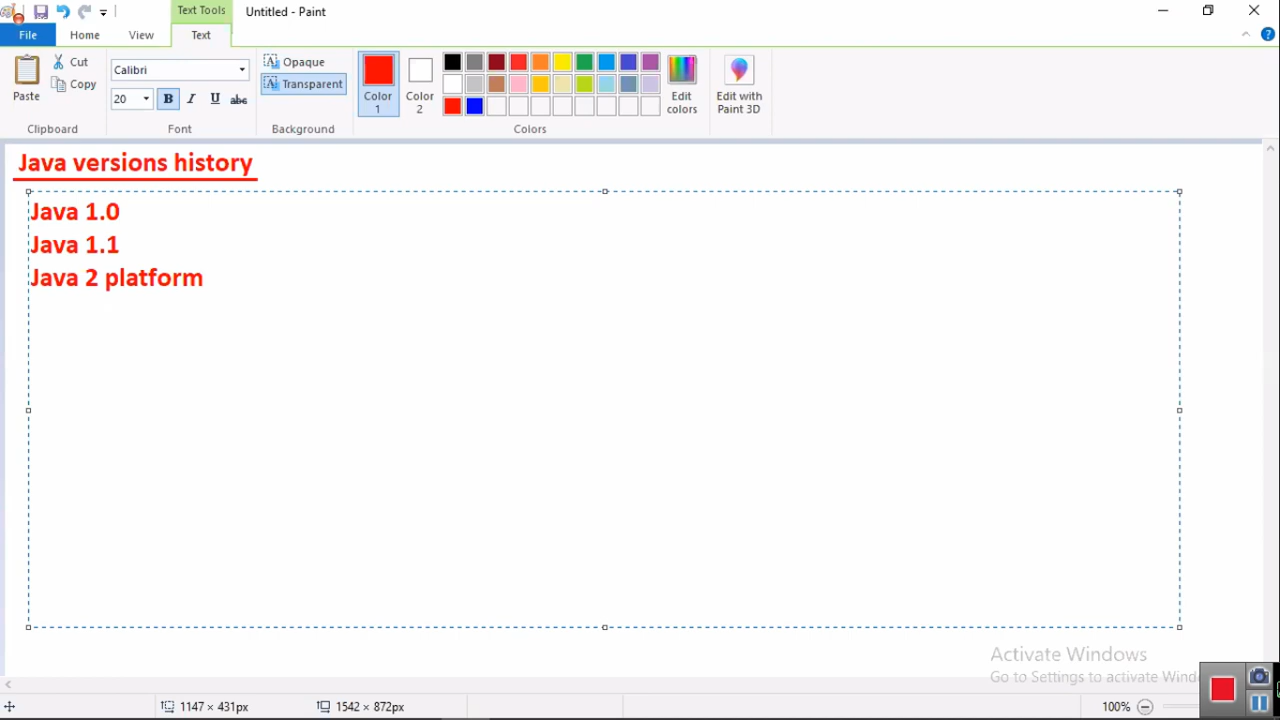 Text Tools
Untitled - Paint
File
Home
View
Text
Paste
Cut
Copy
Clipboard
Calibri
20
B I U abc
Font
Opaque
Transparent
Background
Color 1
Color 2
Edit colors
Colors
Edit with Paint 3D
Java versions history
Java 1.0
Java 1.1
Java 2 platform
Activate Windows
Go to Settings to activate
1147 × 431px
1542 × 872px
100%